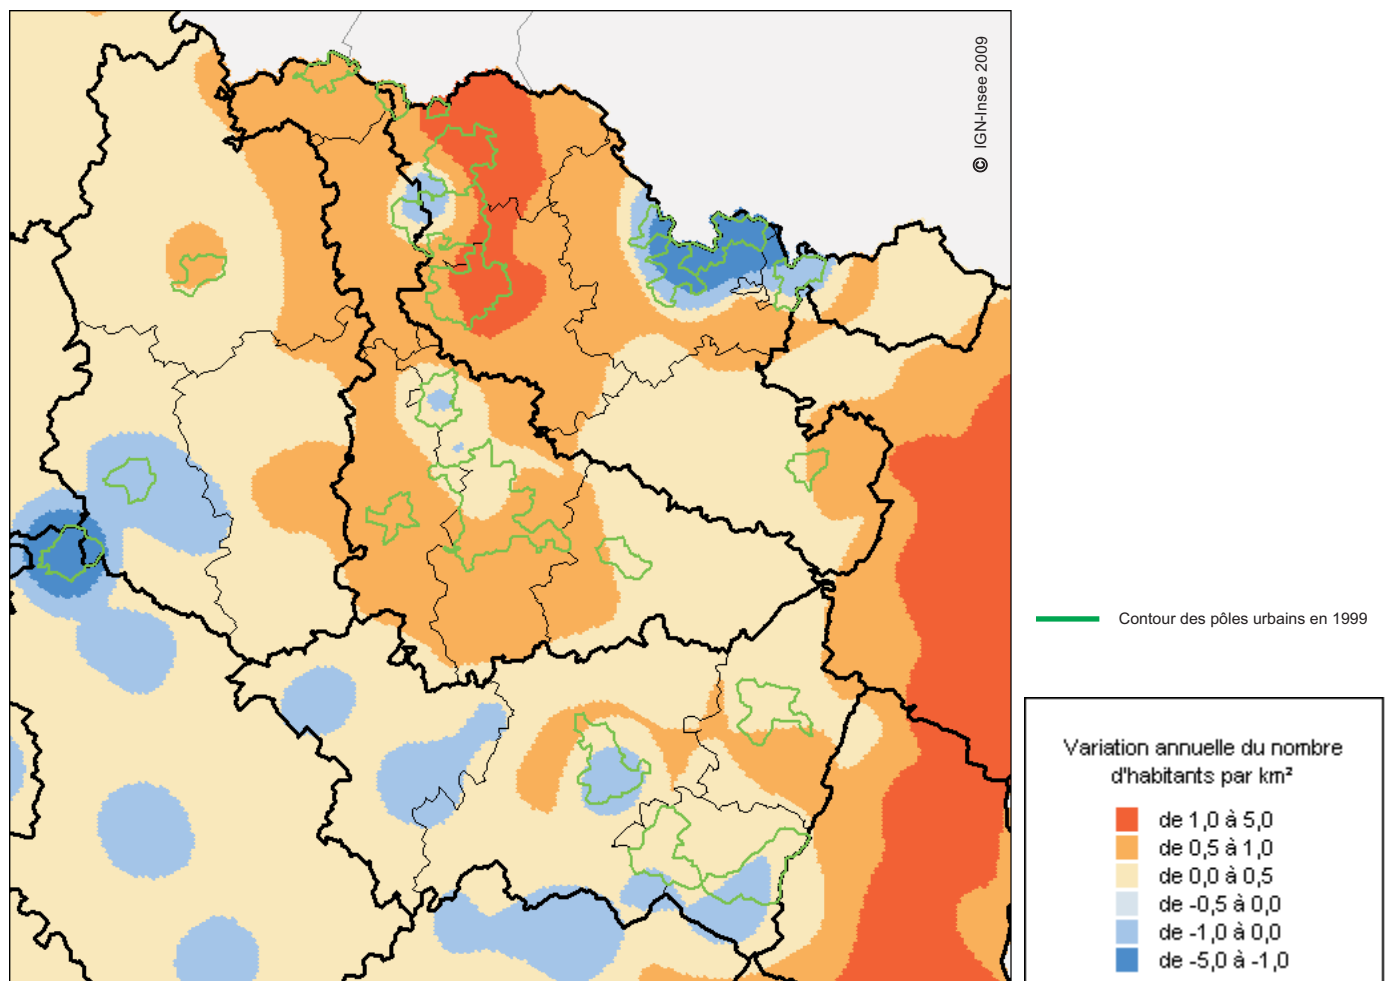 © IGN-Insee 2009
Contour des pôles urbains en 1999
Variation annuelle du nombre
d'habitants par km²
de 1,0 à 5,0
de 0,5 à 1,0
de 0,0 à 0,5
de -0,5 à 0,0
de -1,0 à 0,0
de -5,0 à -1,0